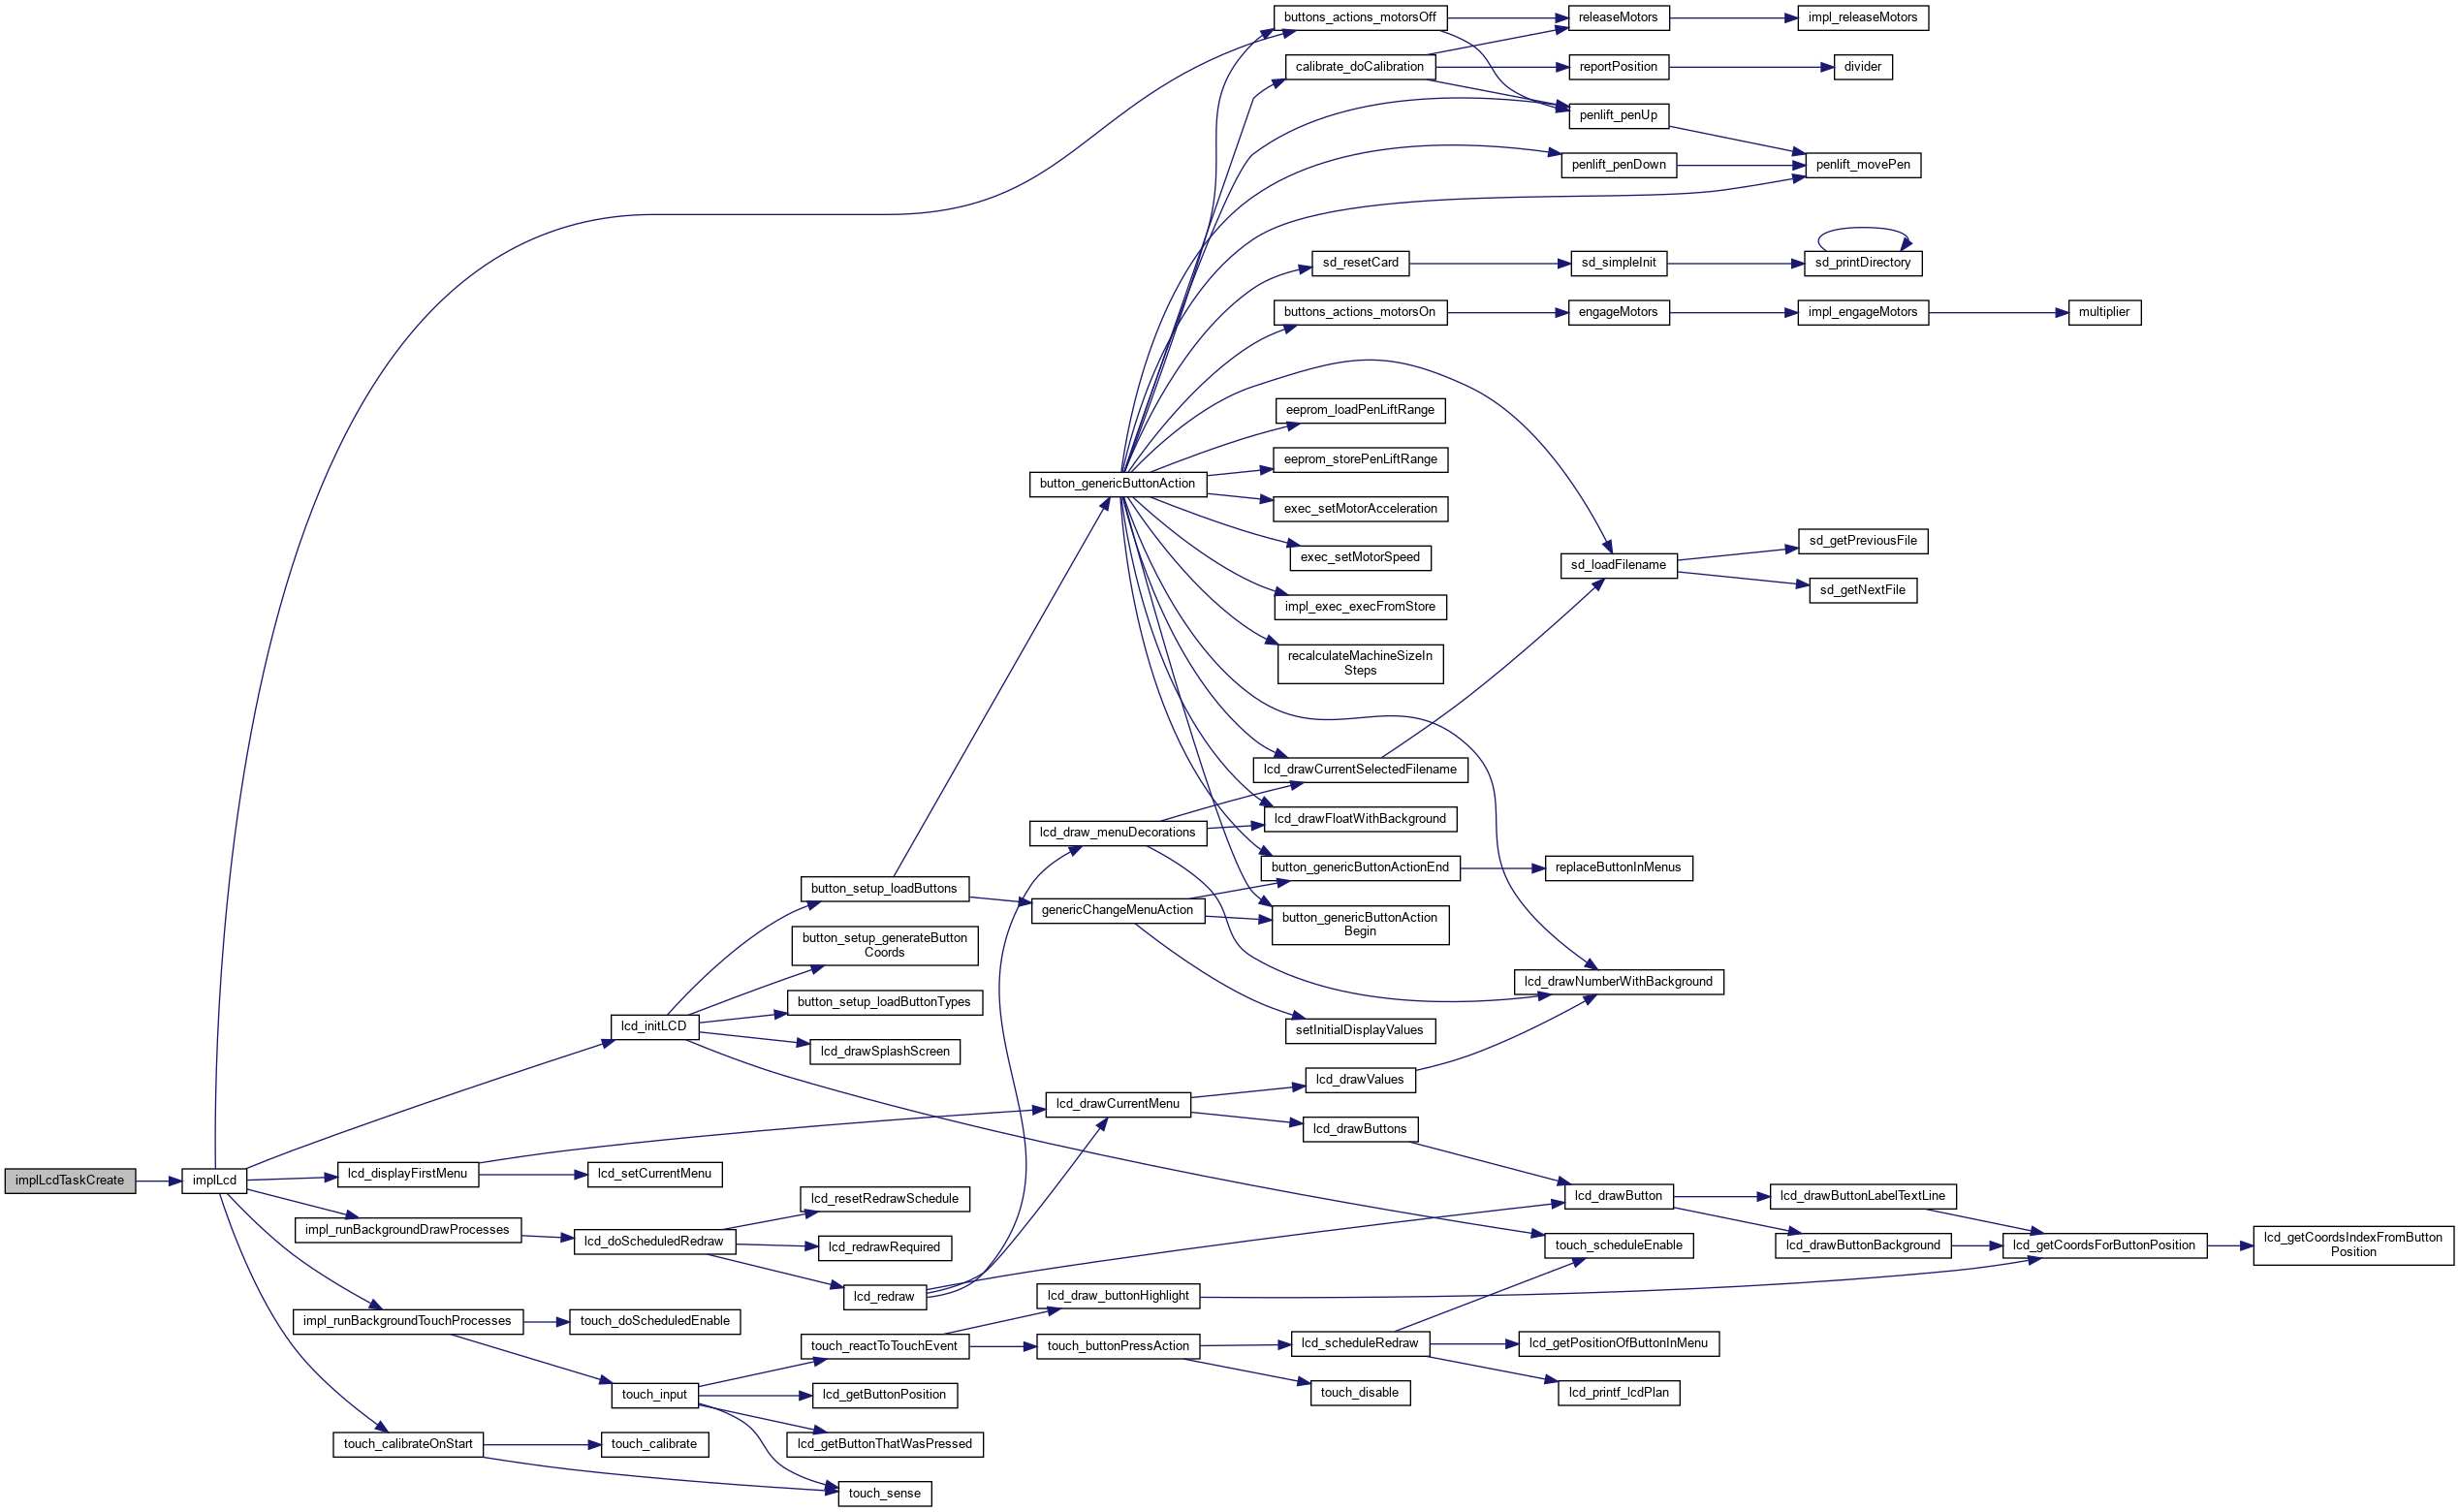 buttons_actions_motorsOff
releaseMotors
impl_releaseMotors
calibrate_doCalibration
reportPosition
divider
penlift_penUp
penlift_penDown
penlift_movePen
sd_resetCard
sd_simpleInit
sd_printDirectory
buttons_actions_motorsOn
engageMotors
impl_engageMotors
multiplier
eeprom_loadPenLiftRange
eeprom_storePenLiftRange
button_genericButtonAction
exec_setMotorAcceleration
exec_setMotorSpeed
sd_loadFilename
sd_getPreviousFile
sd_getNextFile
impl_exec_execFromStore
recalculateMachineSizeIn
Steps
lcd_drawCurrentSelectedFilename
lcd_drawFloatWithBackground
lcd_draw_menuDecorations
button_genericButtonActionEnd
replaceButtonInMenus
button_setup_loadButtons
genericChangeMenuAction
button_genericButtonAction
Begin
button_setup_generateButton
Coords
lcd_drawNumberWithBackground
button_setup_loadButtonTypes
lcd_initLCD
setInitialDisplayValues
lcd_drawSplashScreen
lcd_drawValues
lcd_drawCurrentMenu
lcd_drawButtons
implLcdTaskCreate
implLcd
lcd_displayFirstMenu
lcd_setCurrentMenu
lcd_resetRedrawSchedule
lcd_drawButton
lcd_drawButtonLabelTextLine
impl_runBackgroundDrawProcesses
lcd_doScheduledRedraw
lcd_redrawRequired
touch_scheduleEnable
lcd_drawButtonBackground
lcd_getCoordsForButtonPosition
lcd_getCoordsIndexFromButton
Position
lcd_redraw
lcd_draw_buttonHighlight
impl_runBackgroundTouchProcesses
touch_doScheduledEnable
touch_reactToTouchEvent
touch_buttonPressAction
lcd_scheduleRedraw
lcd_getPositionOfButtonInMenu
touch_input
lcd_getButtonPosition
touch_disable
lcd_printf_lcdPlan
touch_calibrateOnStart
touch_calibrate
lcd_getButtonThatWasPressed
touch_sense